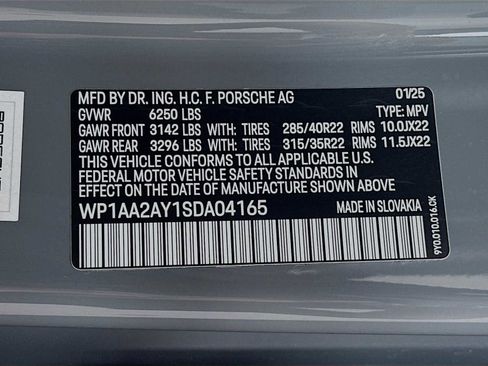 MFD BY DR. ING. H.C. F. PORSCHE AG 01/25
GVWR 6250 LBS TYPE: MPV
GAWR FRONT 3142 LBS WITH: TIRES 285/40R22 RIMS 10.0JX22
GAWR REAR 3296 LBS WITH: TIRES 315/35R22 RIMS 11.5JX22
THIS VEHICLE CONFORMS TO ALL APPLICABLE U.S.
FEDERAL MOTOR VEHICLE SAFETY STANDARDS IN
EFFECT ON THE DATE OF MANUFACTURE SHOWN ABOVE.
WP1AA2AY1SDA04165 MADE IN SLOVAKIA
9Y0.010.016.CK